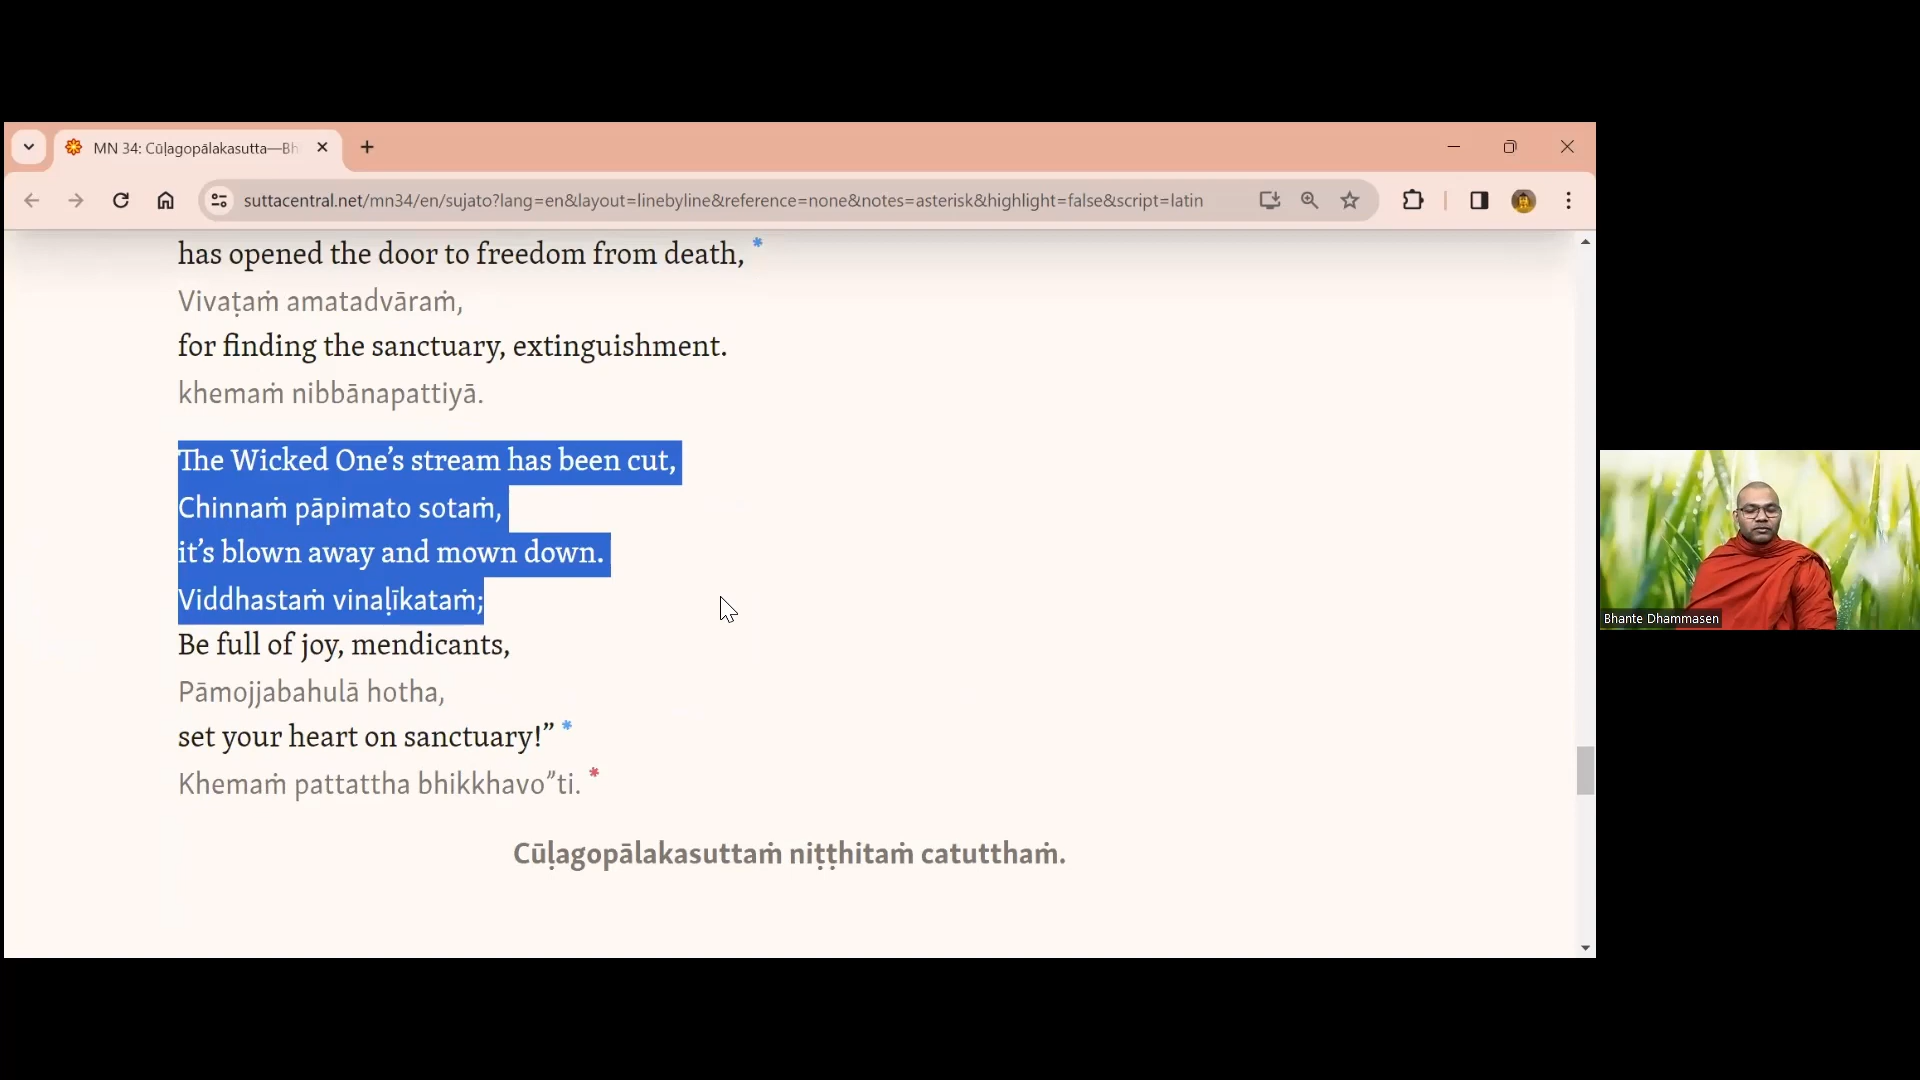 MN 34: Cūḷagopālakasutta—Bh
suttacentral.net/mn34/en/sujato?lang=en&layout=linebyline&reference=none&notes=asterisk&highlight=false&script=latin
has opened the door to freedom from death, *
Vivaṭaṁ amatadvāraṁ,
for finding the sanctuary, extinguishment.
khemaṁ nibbānapattiyā.
The Wicked One’s stream has been cut,
Chinnaṁ pāpimato sotaṁ,
it’s blown away and mown down.
Viddhastaṁ vinaḷīkataṁ;
Be full of joy, mendicants,
Pāmojjabahulā hotha,
set your heart on sanctuary!” *
Khemaṁ pattattha bhikkhavo”ti. *
Cūḷagopālakasuttaṁ niṭṭhitaṁ catutthaṁ.
Bhante Dhammasen